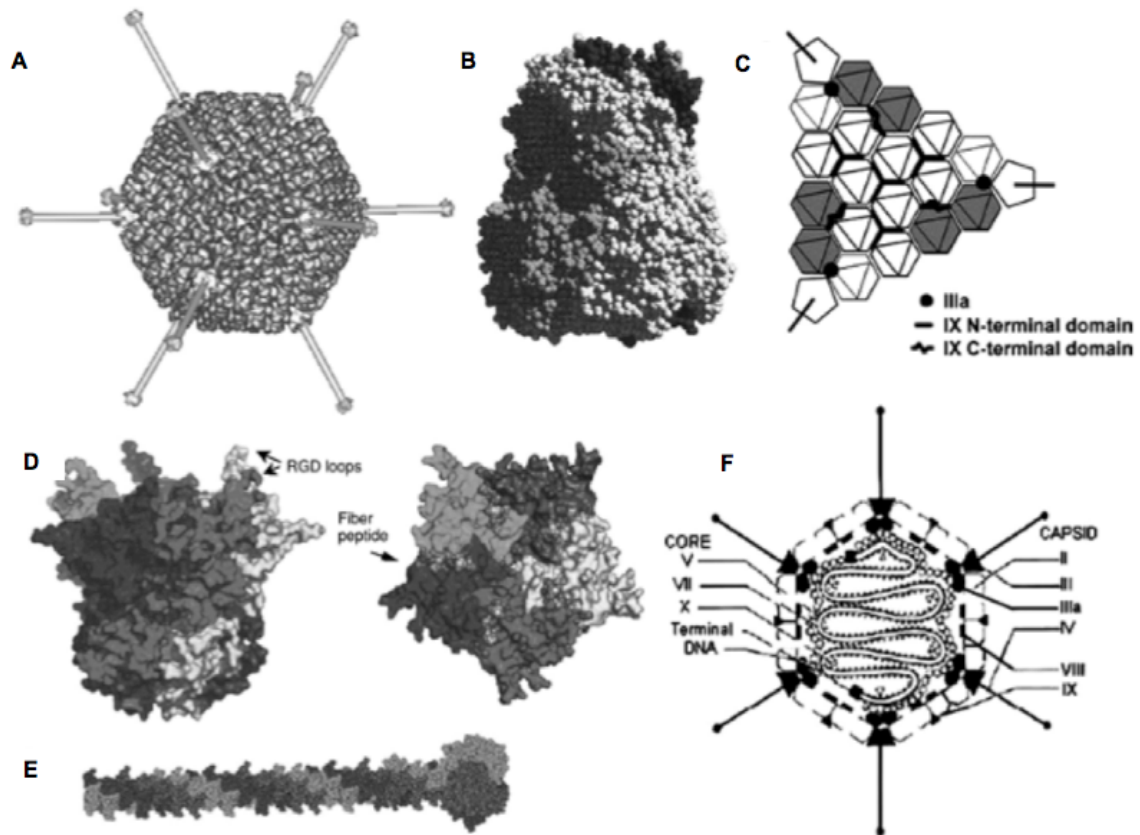 A
B
C
IIIa
IX N-terminal domain
IX C-terminal domain
D
RGD loops
Fiber
peptide
F
CORE
V
VII
X
Terminal
DNA
CAPSID
II
III
IIIa
IV
VIII
IX
E